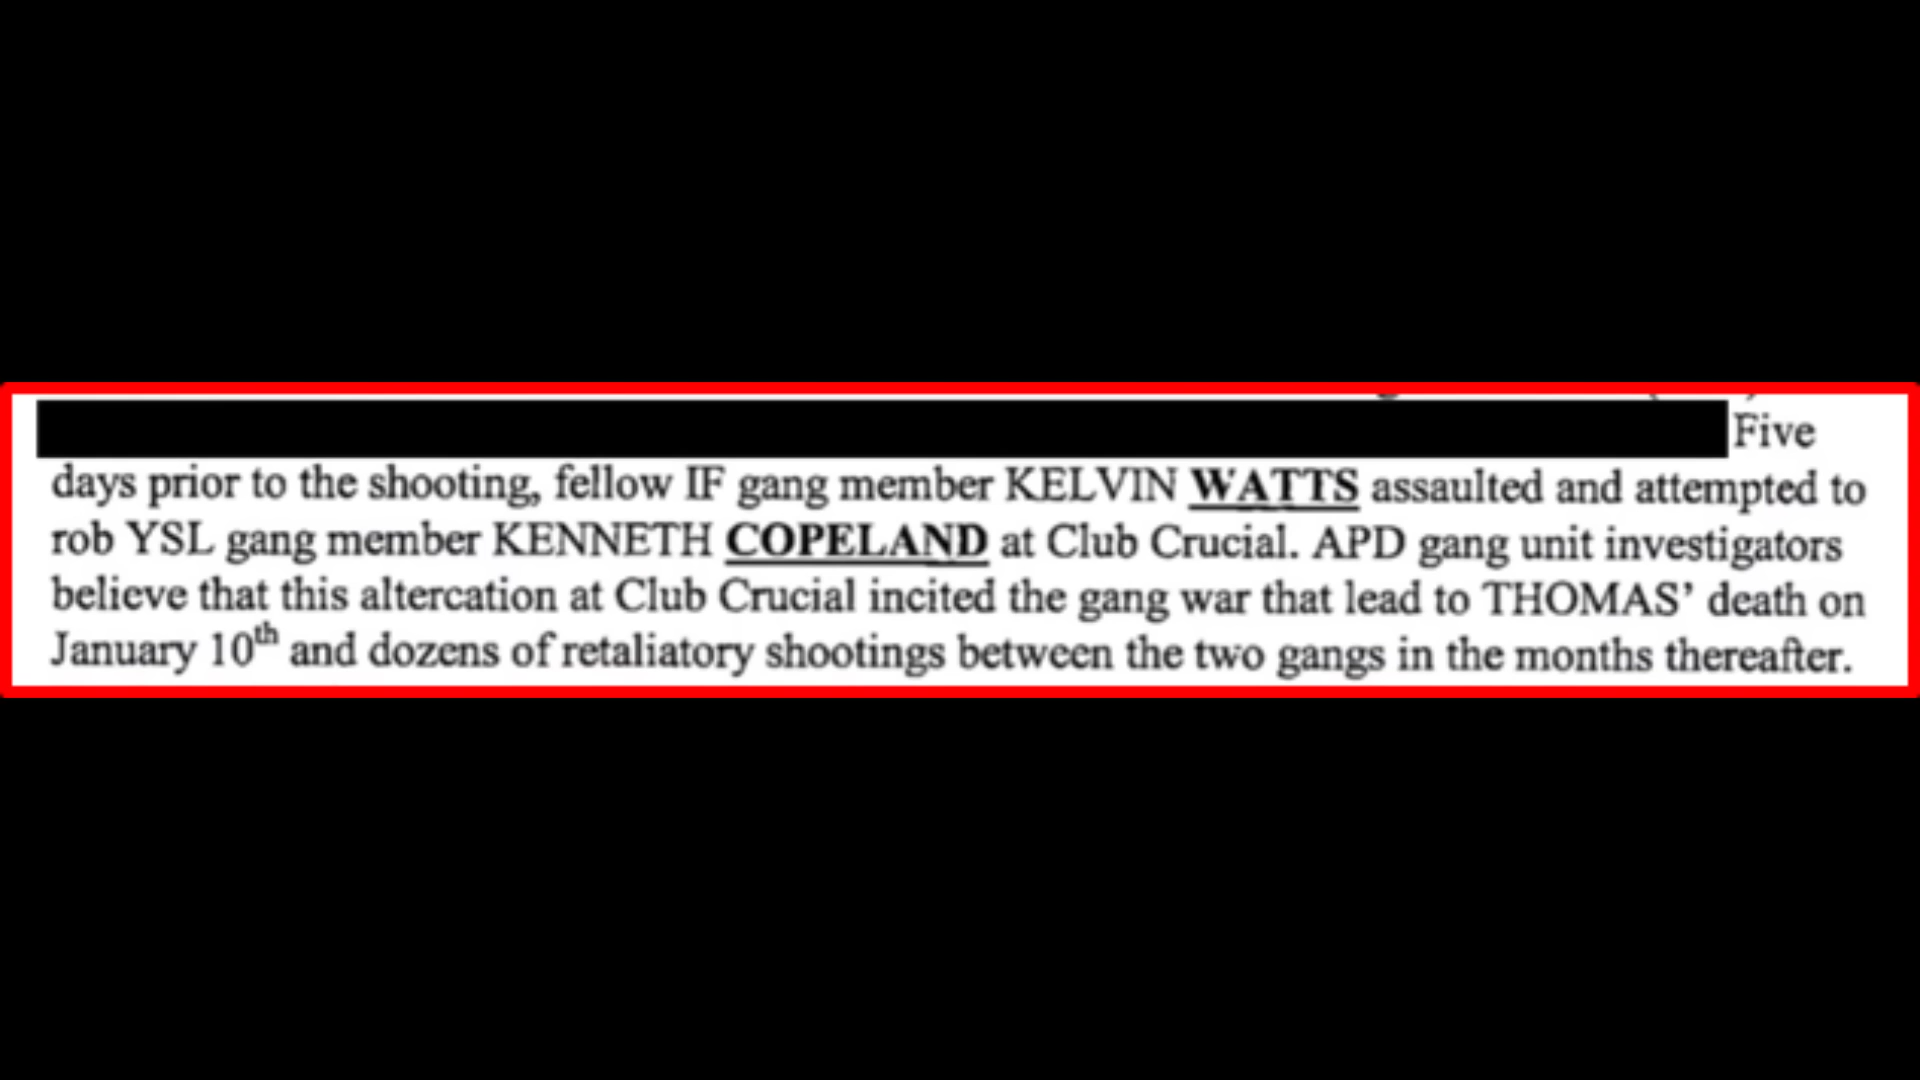 Five
days prior to the shooting, fellow IF gang member KELVIN WATTS assaulted and attempted to
rob YSL gang member KENNETH COPELAND at Club Crucial. APD gang unit investigators
believe that this altercation at Club Crucial incited the gang war that lead to THOMAS’ death on
January 10th and dozens of retaliatory shootings between the two gangs in the months thereafter.